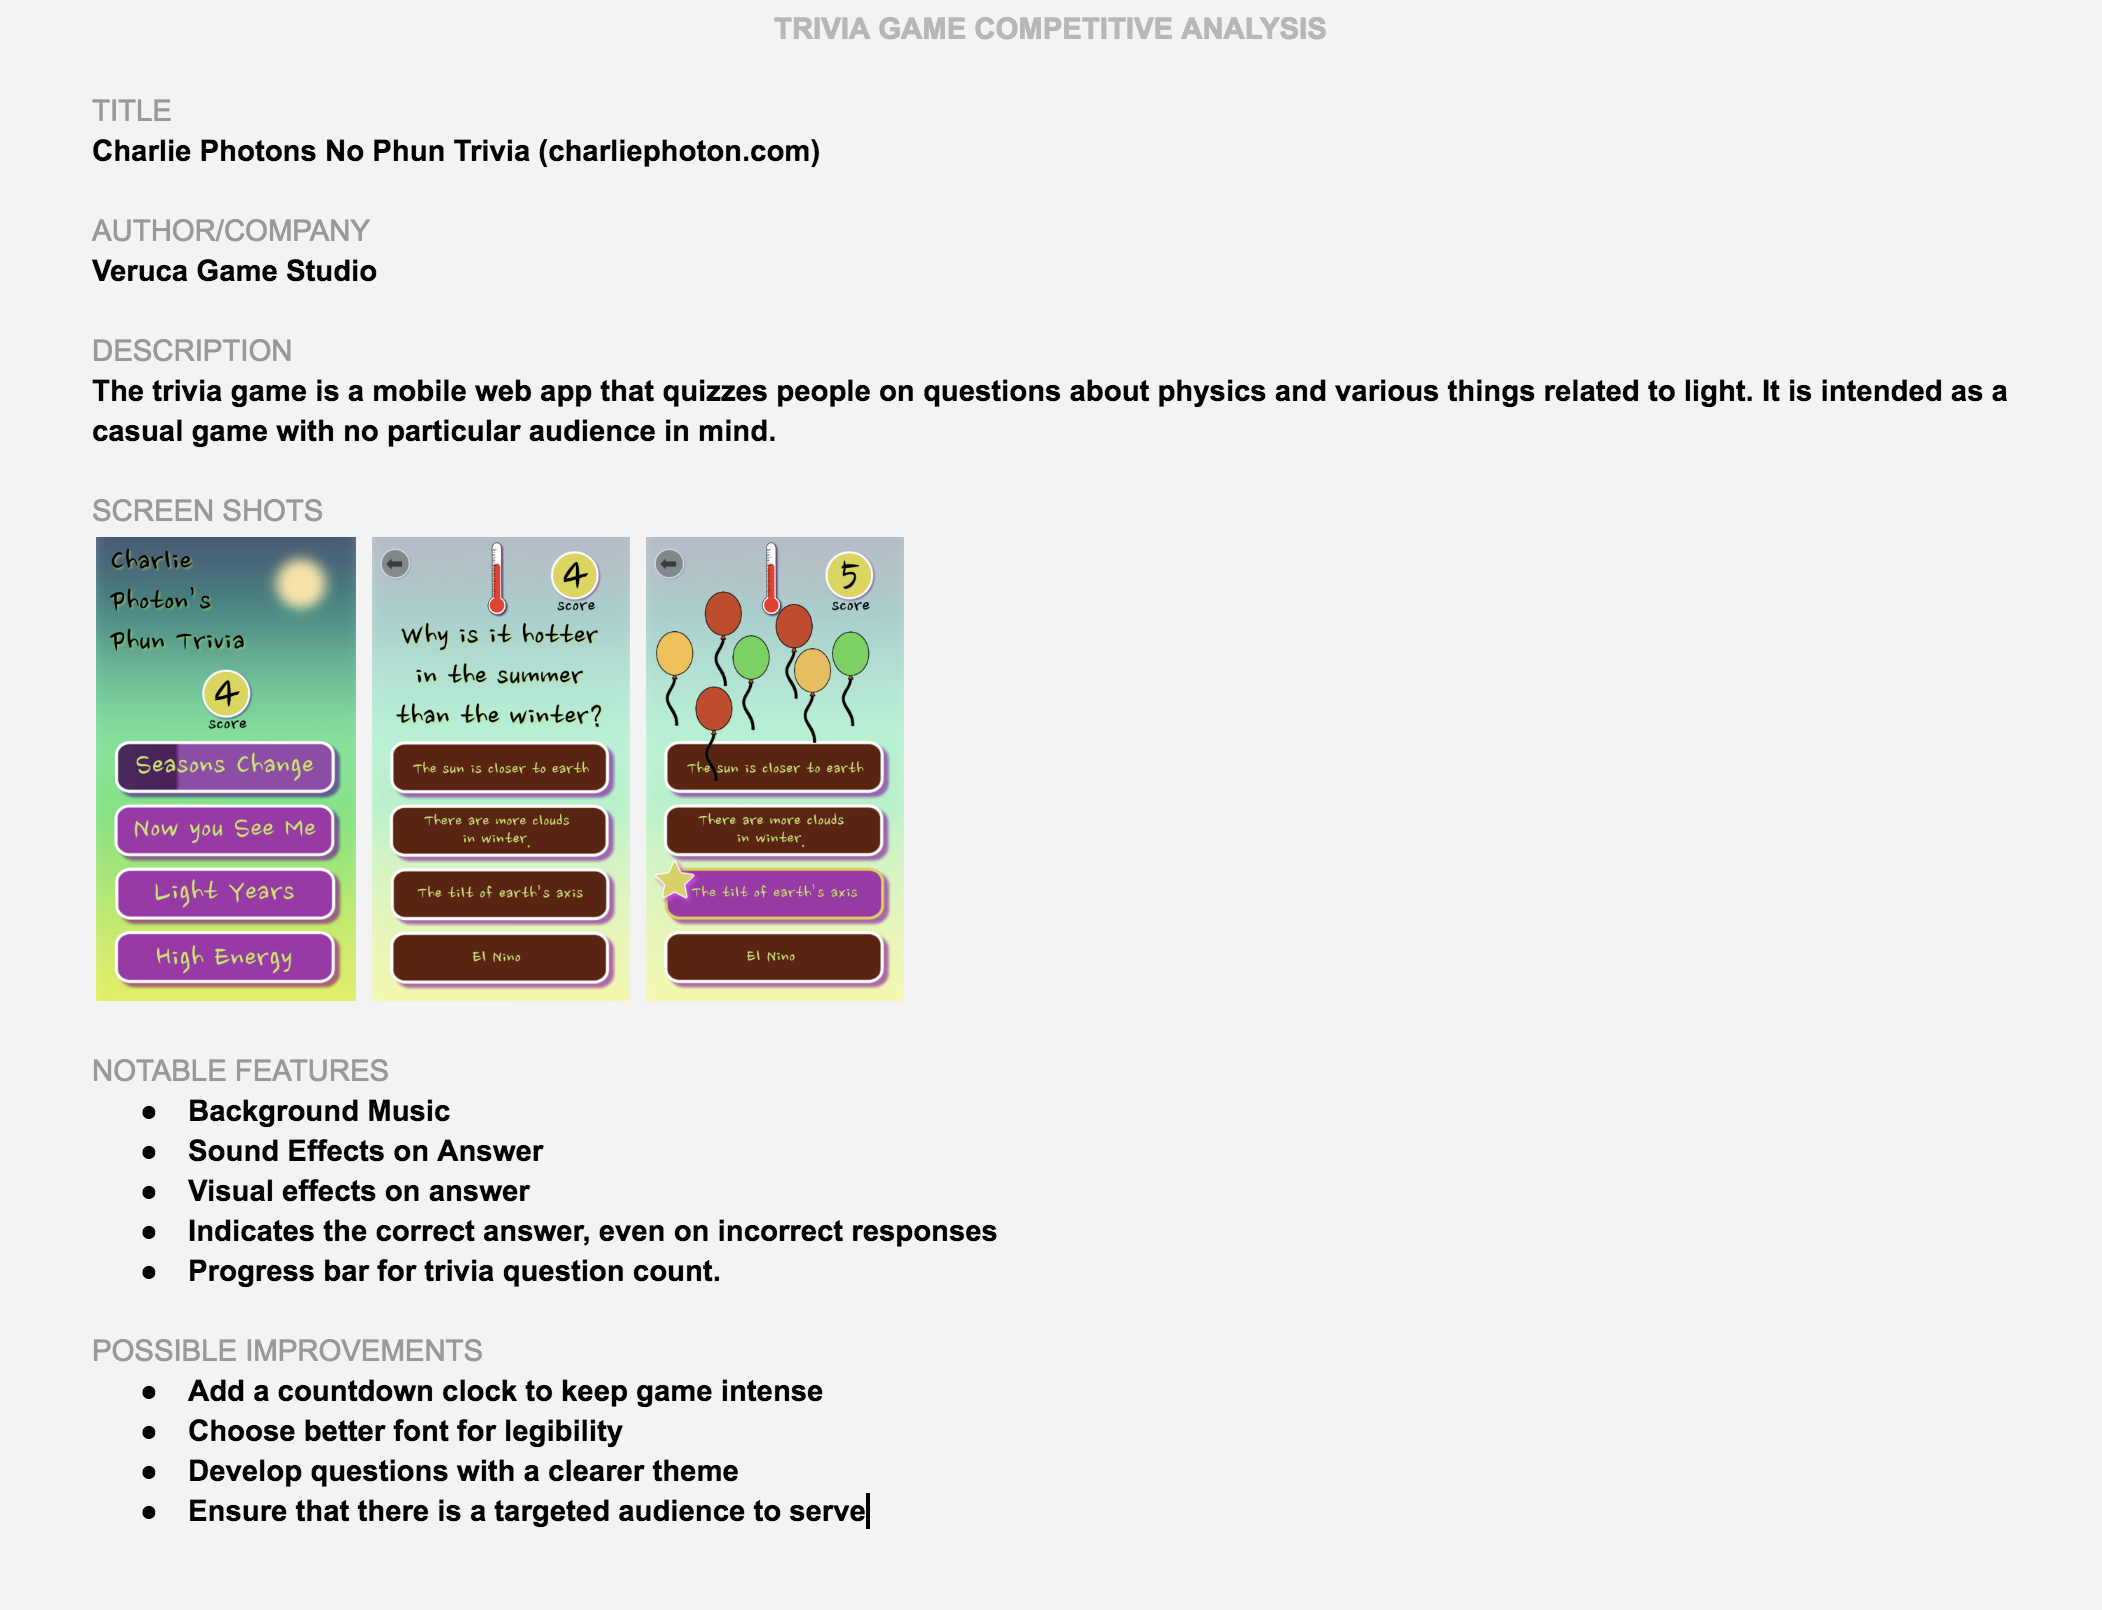 TRIVIA GAME COMPETITIVE ANALYSIS
TITLE
Charlie Photons No Phun Trivia (charliephoton.com)
AUTHOR/COMPANY
Veruca Game Studio
DESCRIPTION
The trivia game is a mobile web app that quizzes people on questions about physics and various things related to light. It is intended as a
casual game with no particular audience in mind.
SCREEN SHOTS
Charlie
Photon's
Phun Trivia
4
score
Seasons Change
Now you See Me
Light Years
High Energy
4
score
Why is it hotter
in the summer
than the winter?
The sun is closer to earth
There are more clouds
in winter.
The tilt of earth's axis
El Nino
5
score
The sun is closer to earth
There are more clouds
in winter.
The tilt of earth's axis
El Nino
NOTABLE FEATURES
● Background Music
● Sound Effects on Answer
● Visual effects on answer
● Indicates the correct answer, even on incorrect responses
● Progress bar for trivia question count.
POSSIBLE IMPROVEMENTS
● Add a countdown clock to keep game intense
● Choose better font for legibility
● Develop questions with a clearer theme
● Ensure that there is a targeted audience to serve